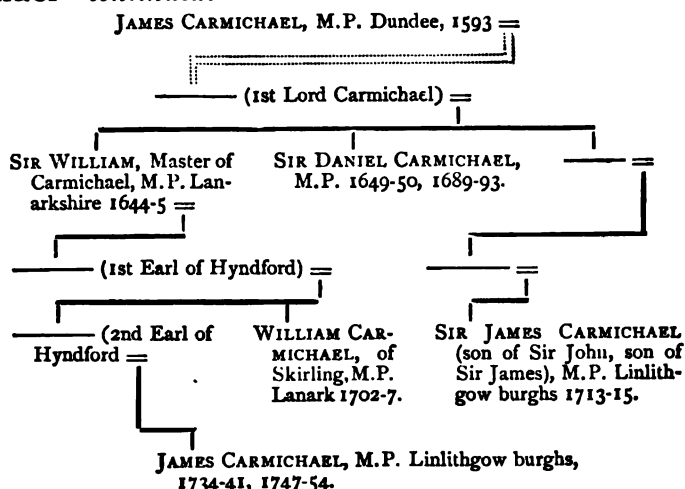 JAMES CARMICHAEL, M.P. Dundee, 1593 =
—— (1st Lord Carmichael) =
SIR WILLIAM, Master of
Carmichael, M.P. Lan-
arkshire 1644-5 =
SIR DANIEL CARMICHAEL,
M.P. 1649-50, 1689-93.
—— =
—— (1st Earl of Hyndford) =
—— =
—— (2nd Earl of
Hyndford =
WILLIAM CAR-
MICHAEL, of
Skirling, M.P.
Lanark 1702-7.
SIR JAMES CARMICHAEL
(son of Sir John, son of
Sir James), M.P. Linlith-
gow burghs 1713-15.
JAMES CARMICHAEL, M.P. Linlithgow burghs,
1734-41, 1747-54.